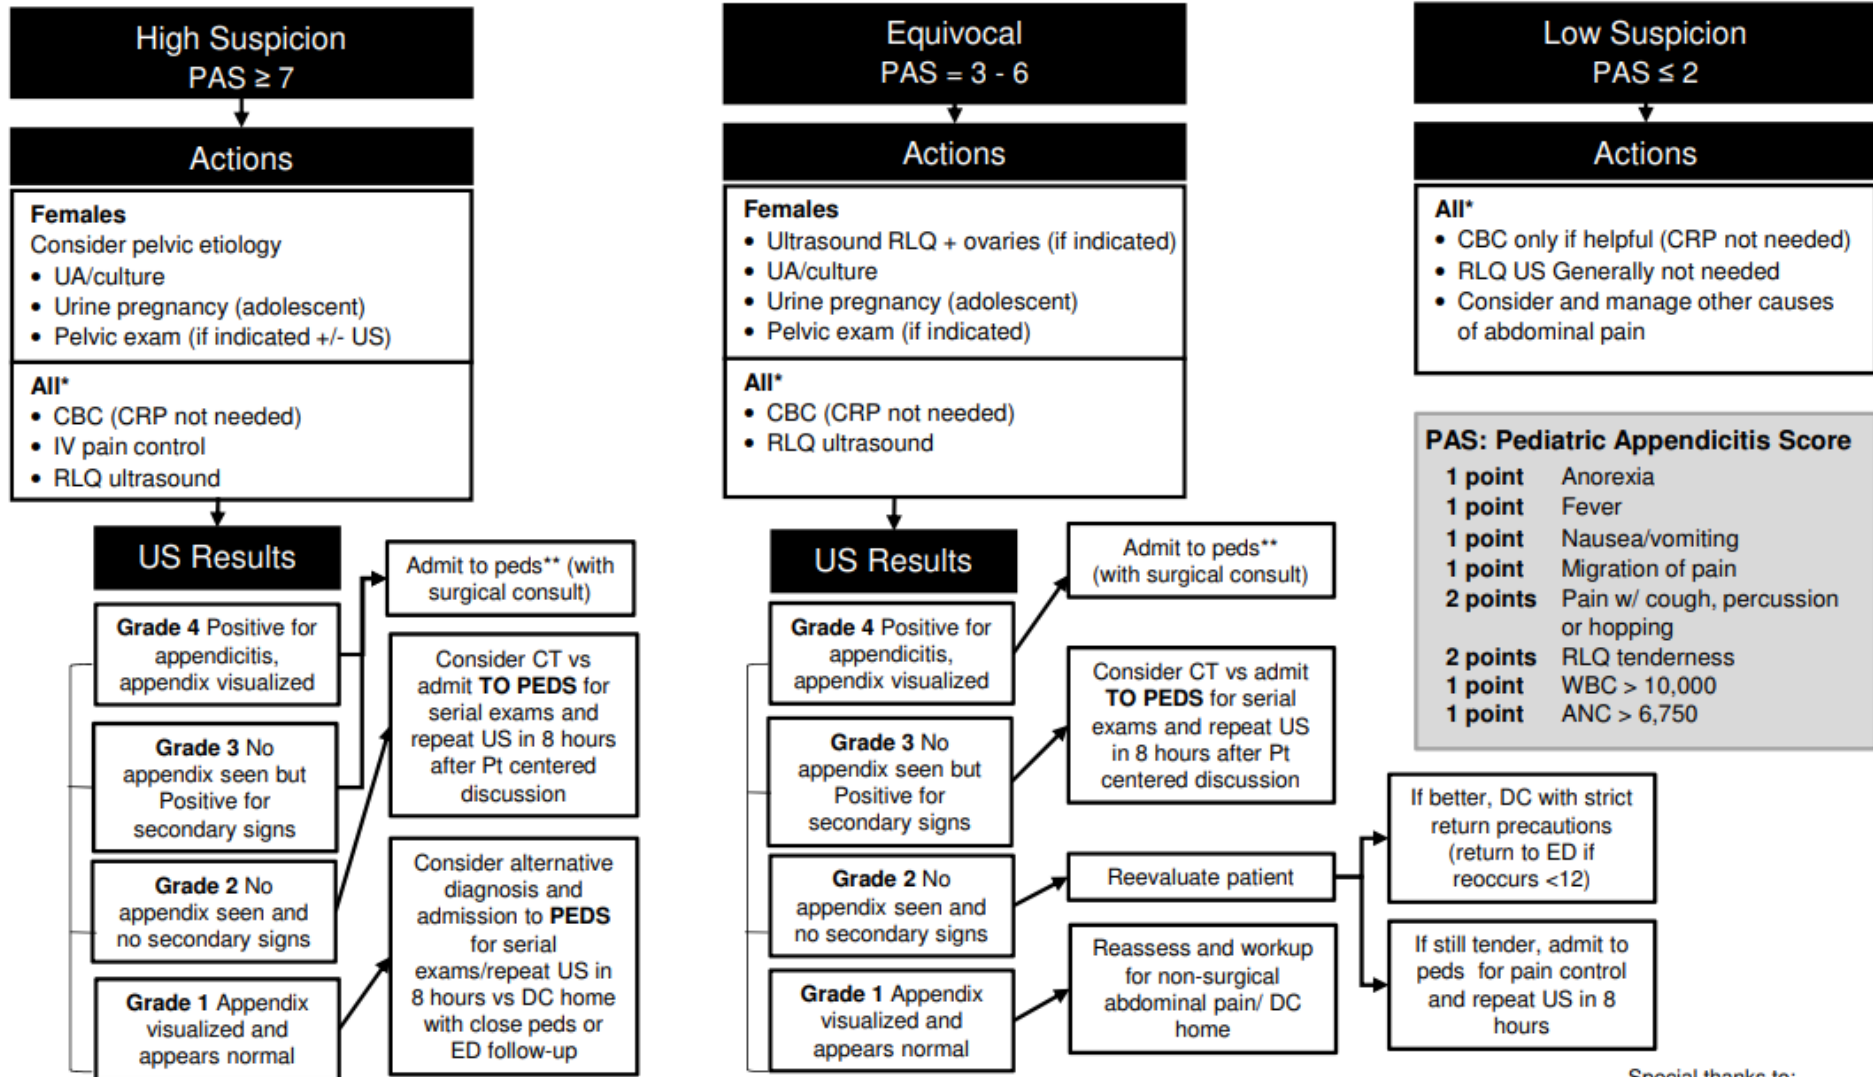 High Suspicion
PAS ≥ 7
Actions
Females
Consider pelvic etiology
• UA/culture
• Urine pregnancy (adolescent)
• Pelvic exam (if indicated +/- US)
All*
• CBC (CRP not needed)
• IV pain control
• RLQ ultrasound
US Results
Grade 4 Positive for
appendicitis,
appendix visualized
Grade 3 No
appendix seen but
Positive for
secondary signs
Grade 2 No
appendix seen and
no secondary signs
Grade 1 Appendix
visualized and
appears normal
Admit to peds** (with
surgical consult)
Consider CT vs
admit TO PEDS for
serial exams and
repeat US in 8 hours
after Pt centered
discussion
Consider alternative
diagnosis and
admission to PEDS
for serial
exams/repeat US in
8 hours vs DC home
with close peds or
ED follow-up
Equivocal
PAS = 3 - 6
Actions
Females
• Ultrasound RLQ + ovaries (if indicated)
• UA/culture
• Urine pregnancy (adolescent)
• Pelvic exam (if indicated)
All*
• CBC (CRP not needed)
• RLQ ultrasound
US Results
Grade 4 Positive for
appendicitis,
appendix visualized
Grade 3 No
appendix seen but
Positive for
secondary signs
Grade 2 No
appendix seen and
no secondary signs
Grade 1 Appendix
visualized and
appears normal
Admit to peds**
(with surgical consult)
Consider CT vs admit
TO PEDS for serial
exams and repeat US
in 8 hours after Pt
centered discussion
Reevaluate patient
Reassess and workup
for non-surgical
abdominal pain/ DC
home
If better, DC with strict
return precautions
(return to ED if
reoccurs <12)
If still tender, admit to
peds for pain control
and repeat US in 8
hours
Low Suspicion
PAS ≤ 2
Actions
All*
• CBC only if helpful (CRP not needed)
• RLQ US Generally not needed
• Consider and manage other causes
of abdominal pain
PAS: Pediatric Appendicitis Score
1 point Anorexia
1 point Fever
1 point Nausea/vomiting
1 point Migration of pain
2 points Pain w/ cough, percussion
or hopping
2 points RLQ tenderness
1 point WBC > 10,000
1 point ANC > 6,750
Special thanks to: